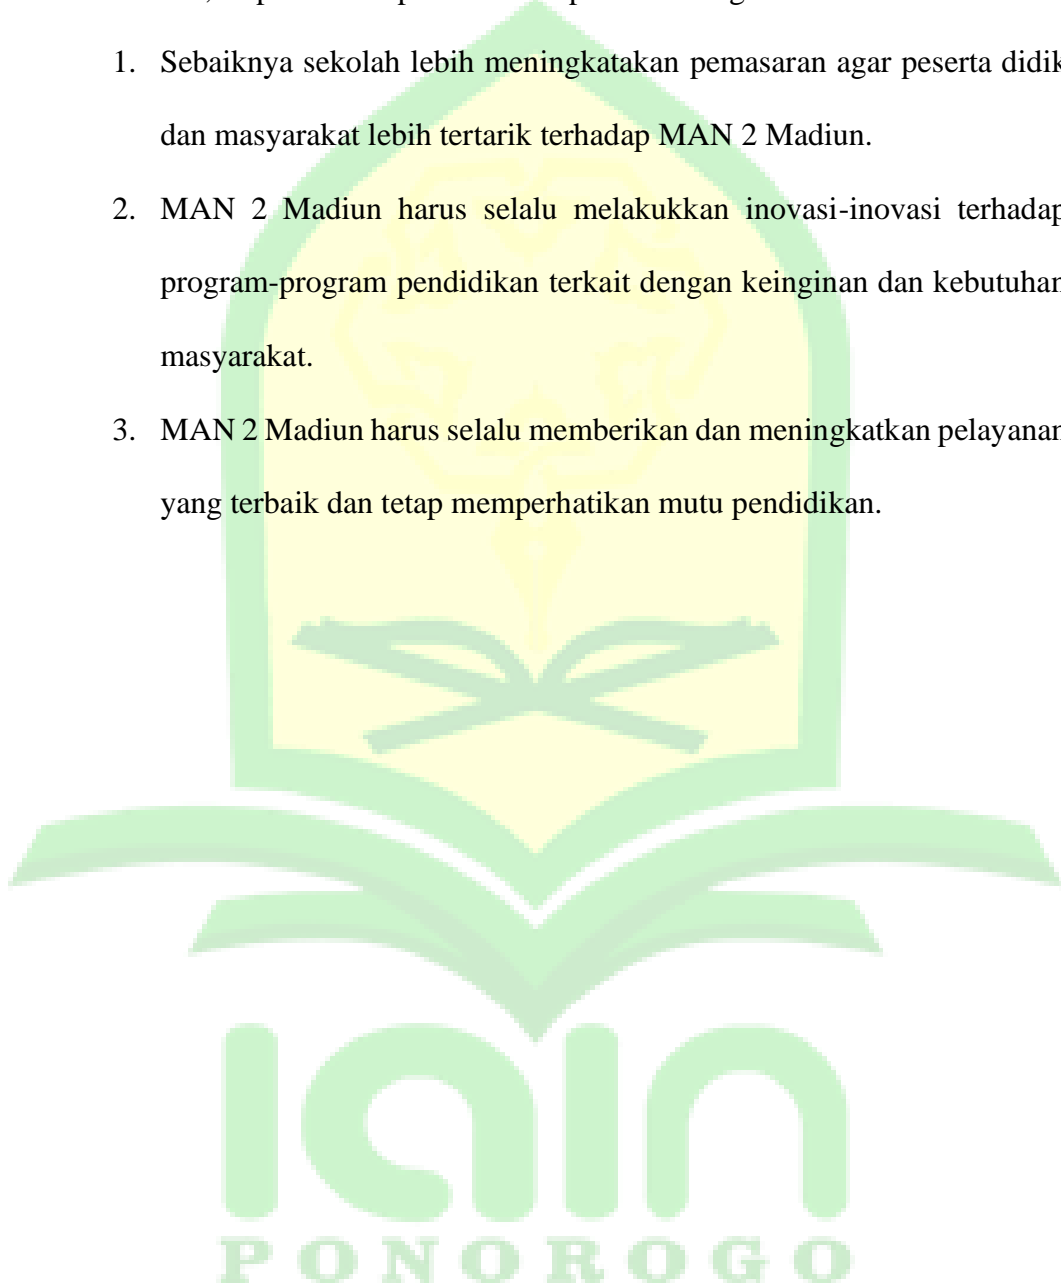 1. Sebaiknya sekolah lebih meningkatakan pemasaran agar peserta didik
dan masyarakat lebih tertarik terhadap MAN 2 Madiun.
2. MAN 2 Madiun harus selalu melakukkan inovasi-inovasi terhadap
program-program pendidikan terkait dengan keinginan dan kebutuhan
masyarakat.
3. MAN 2 Madiun harus selalu memberikan dan meningkatkan pelayanan
yang terbaik dan tetap memperhatikan mutu pendidikan.
iain
PONOROGO